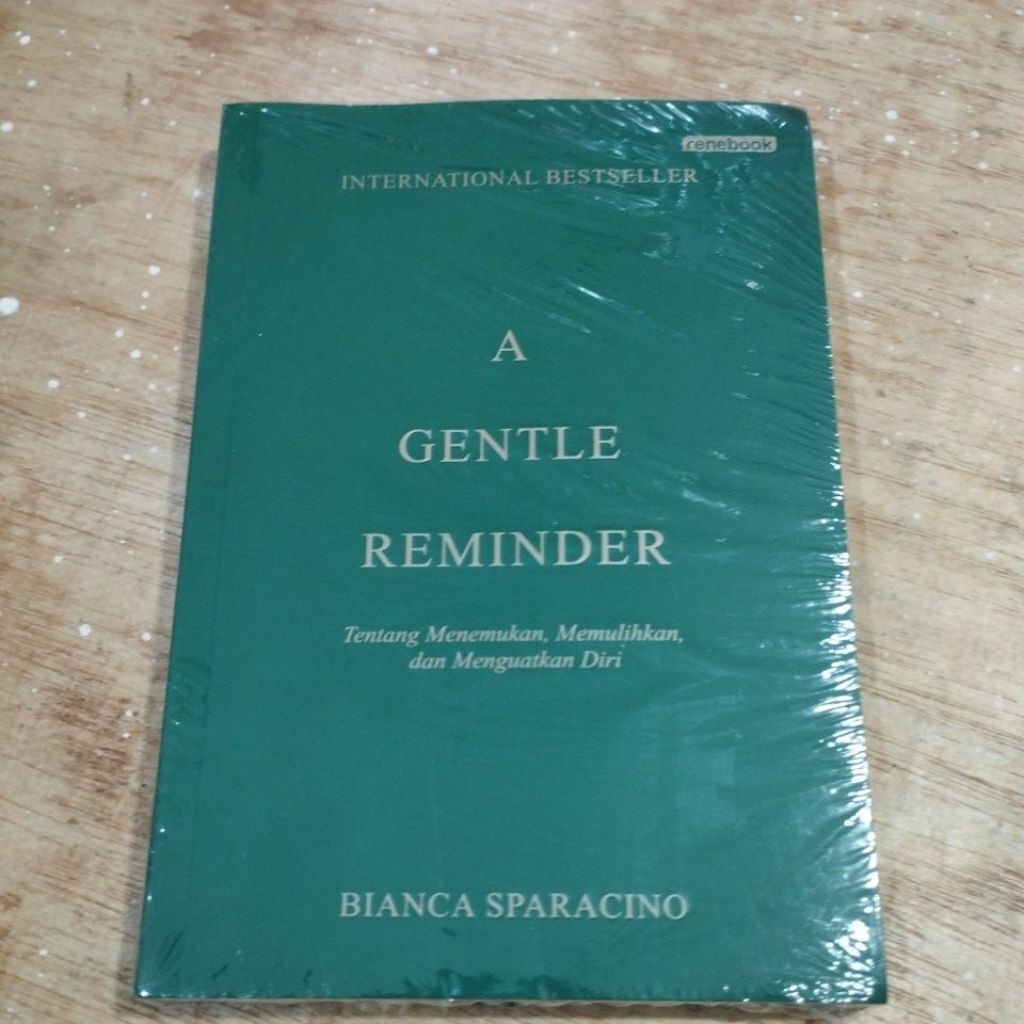 renebook
INTERNATIONAL BESTSELLER
A
GENTLE
REMINDER
Tentang Menemukan, Memulihkan,
dan Menguatkan Diri
BIANCA SPARACINO